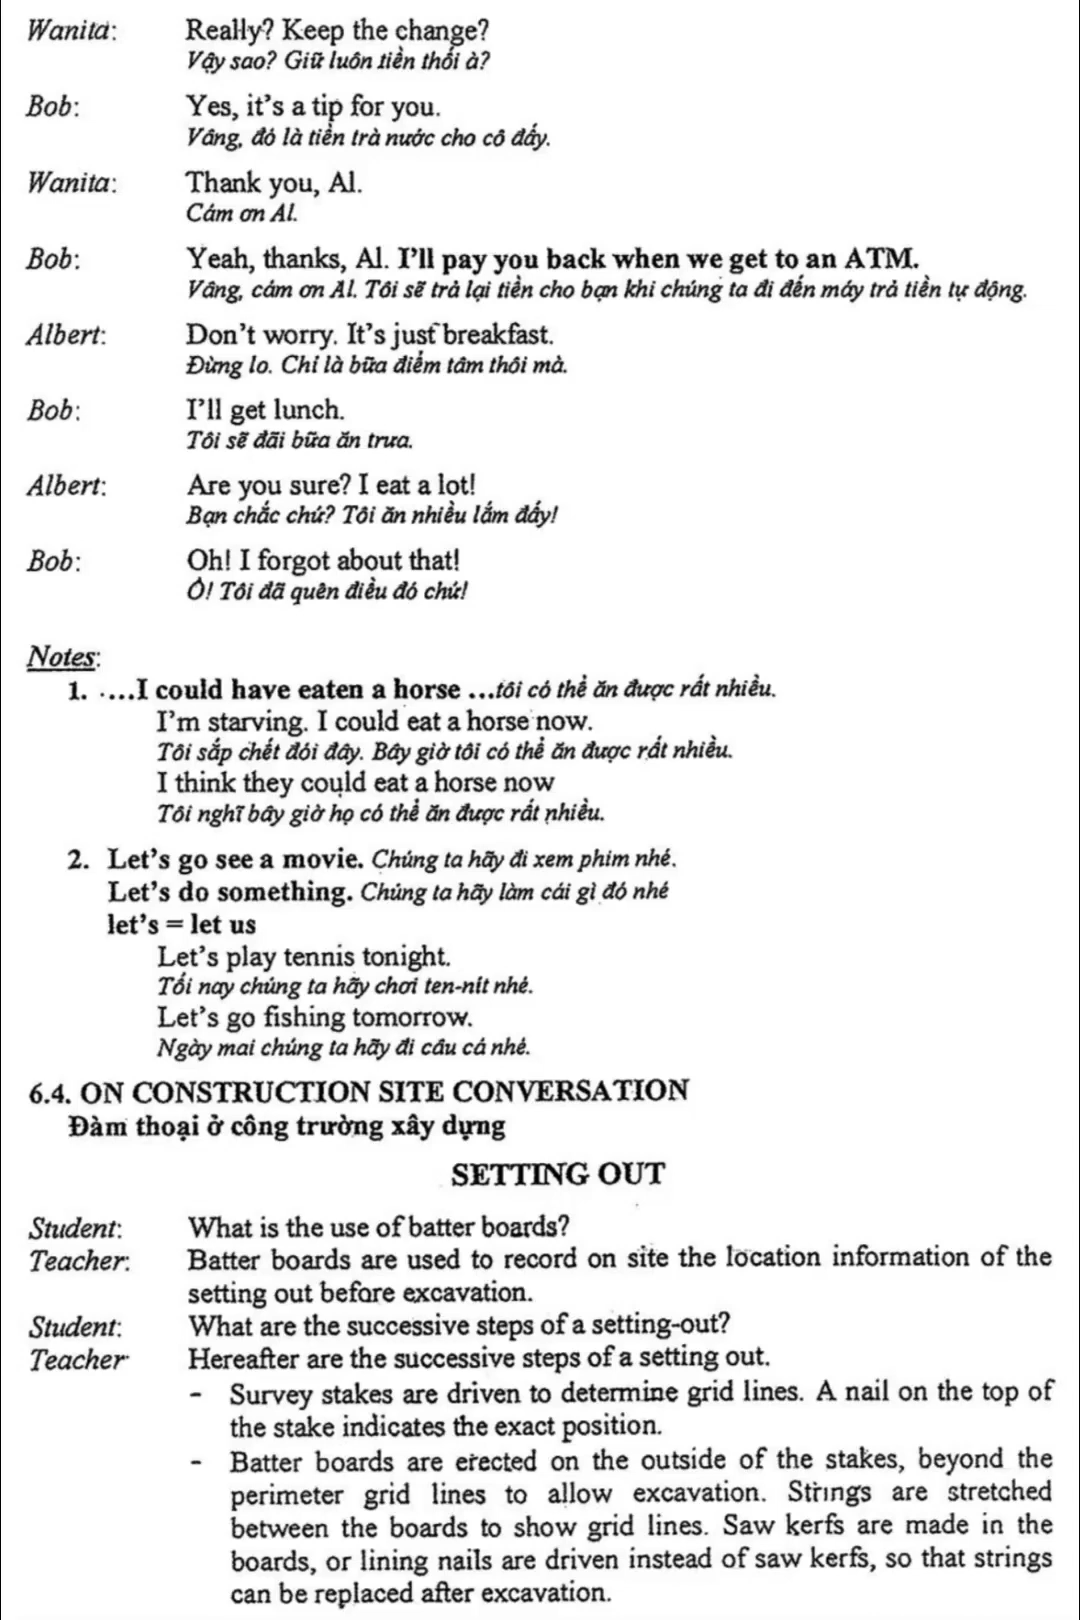 Wanita: Really? Keep the change?
Vậy sao? Giữ luôn tiền thối à?
Bob: Yes, it's a tip for you.
Vâng, đó là tiền trà nước cho cô đấy.
Wanita: Thank you, Al.
Cám ơn Al.
Bob: Yeah, thanks, Al. I'll pay you back when we get to an ATM.
Vâng, cám ơn Al. Tôi sẽ trả lại tiền cho bạn khi chúng ta đi đến máy trả tiền tự động.
Albert: Don't worry. It's just breakfast.
Đừng lo. Chỉ là bữa điểm tâm thôi mà.
Bob: I'll get lunch.
Tôi sẽ đãi bữa ăn trưa.
Albert: Are you sure? I eat a lot!
Bạn chắc chứ? Tôi ăn nhiều lắm đấy!
Bob: Oh! I forgot about that!
Ồ! Tôi đã quên điều đó chứ!
Notes:
1. ....I could have eaten a horse ...tôi có thể ăn được rất nhiều.
I'm starving. I could eat a horse now.
Tôi sắp chết đói đây. Bây giờ tôi có thể ăn được rất nhiều.
I think they could eat a horse now
Tôi nghĩ bây giờ họ có thể ăn được rất nhiều.
2. Let's go see a movie. Chúng ta hãy đi xem phim nhé.
Let's do something. Chúng ta hãy làm cái gì đó nhé
let's = let us
Let's play tennis tonight.
Tối nay chúng ta hãy chơi ten-nít nhé.
Let's go fishing tomorrow.
Ngày mai chúng ta hãy đi câu cá nhé.
6.4. ON CONSTRUCTION SITE CONVERSATION
Đàm thoại ở công trường xây dựng
SETTING OUT
Student: What is the use of batter boards?
Teacher: Batter boards are used to record on site the location information of the
setting out before excavation.
Student: What are the successive steps of a setting-out?
Teacher Hereafter are the successive steps of a setting out.
- Survey stakes are driven to determine grid lines. A nail on the top of
the stake indicates the exact position.
- Batter boards are erected on the outside of the stakes, beyond the
perimeter grid lines to allow excavation. Strings are stretched
between the boards to show grid lines. Saw kerfs are made in the
boards, or lining nails are driven instead of saw kerfs, so that strings
can be replaced after excavation.